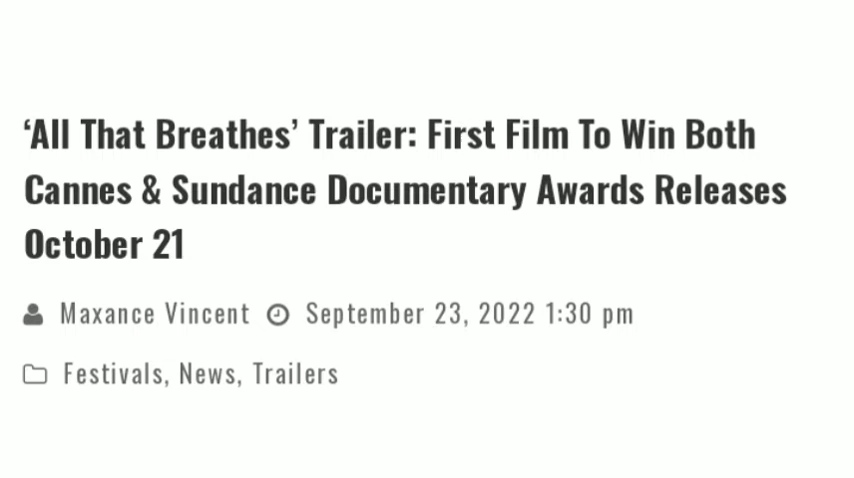 ‘All That Breathes’ Trailer: First Film To Win Both
Cannes & Sundance Documentary Awards Releases
October 21
Maxance Vincent September 23, 2022 1:30 pm
Festivals, News, Trailers